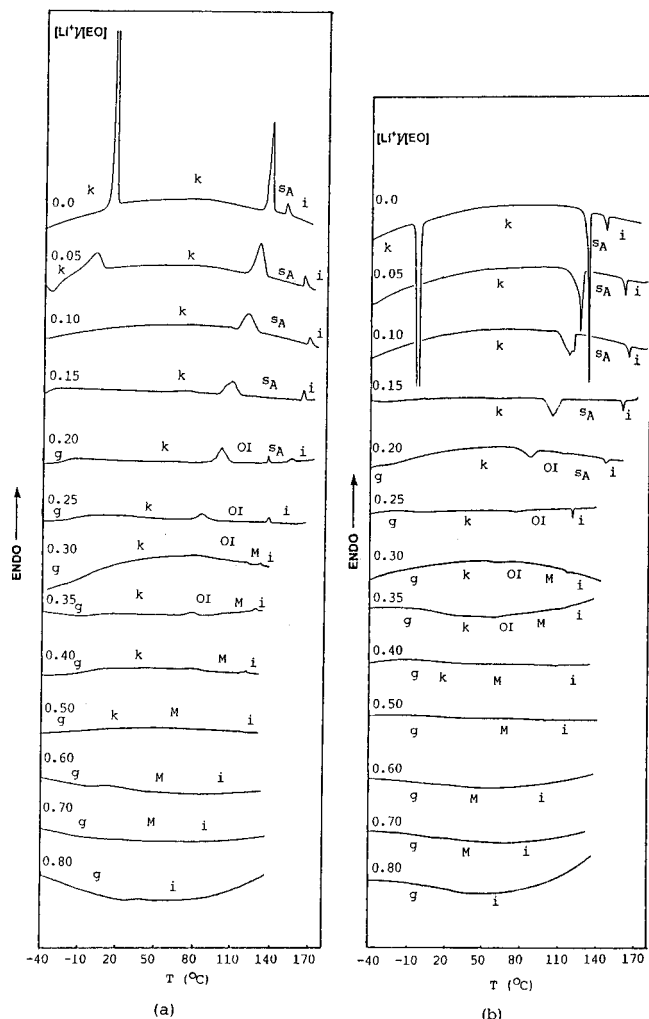 [Li⁺]/[EO]
k k sA i
0.0
0.05 k k sA i
0.10 k sA i
0.15 k sA i
0.20 g k OI sA i
0.25 g k OI i
0.30 g k OI M i
0.35 g k OI M i
0.40 g k M i
0.50 g k M i
0.60 g M i
0.70 g M i
0.80 g i
ENDO
-40 -10 20 50 80 110 140 170
T (°C)
(a)
[Li⁺]/[EO]
0.0 k k sA i
0.05 k sA i
0.10 k sA i
0.15 k sA i
0.20 g k OI sA i
0.25 g k OI i
0.30 g k OI M i
0.35 g k OI M i
0.40 g k M i
0.50 g M i
0.60 g M i
0.70 g M i
0.80 g i
ENDO
-40 -10 20 50 80 110 140 170
T (°C)
(b)